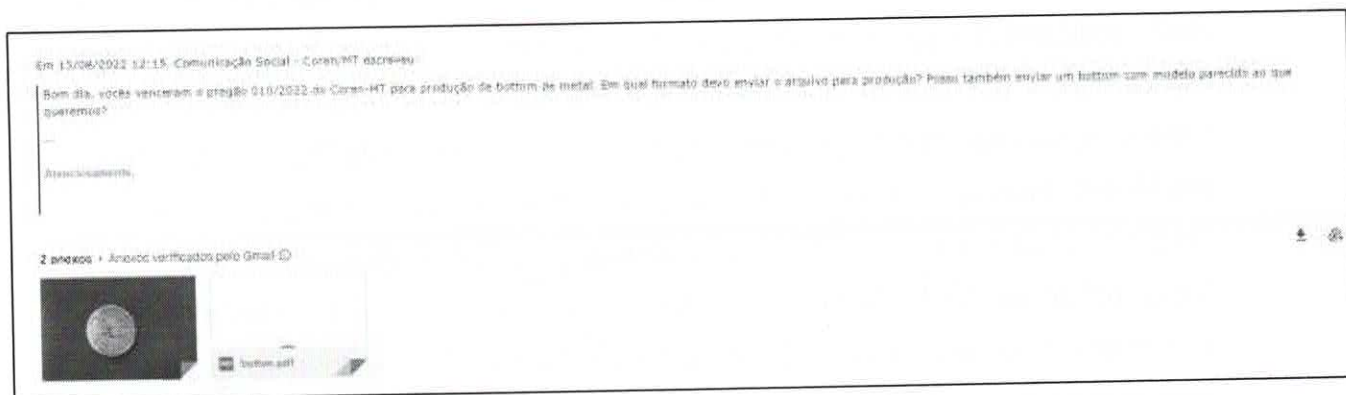 Em 15/08/2022 12:15, Comunicação Social - Coren/MT escreveu:
Bom dia, vocês venceram o pregão 010/2022 do Coren-MT para produção de bottom de metal. Em qual formato devo enviar o arquivo para produção? Posso também enviar um bottom com modelo parecido ao que
queremos?
--
Atenciosamente,
2 anexos • Anexos verificados pelo Gmail
bottom.pdf